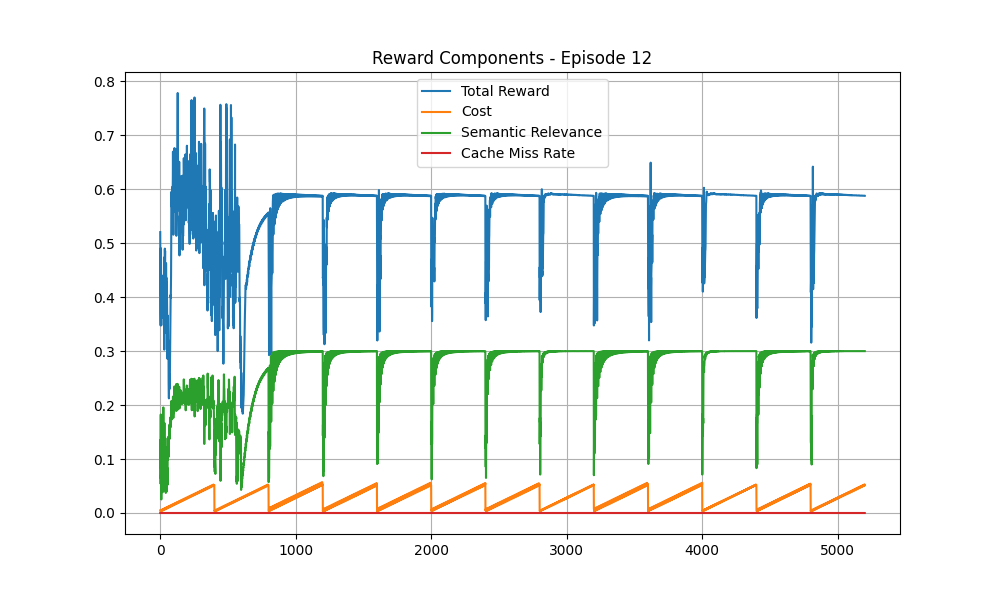 Reward Components - Episode 12
Total Reward
Cost
Semantic Relevance
Cache Miss Rate
0.8
0.7
0.6
0.5
0.4
0.3
0.2
0.1
0.0
0 1000 2000 3000 4000 5000